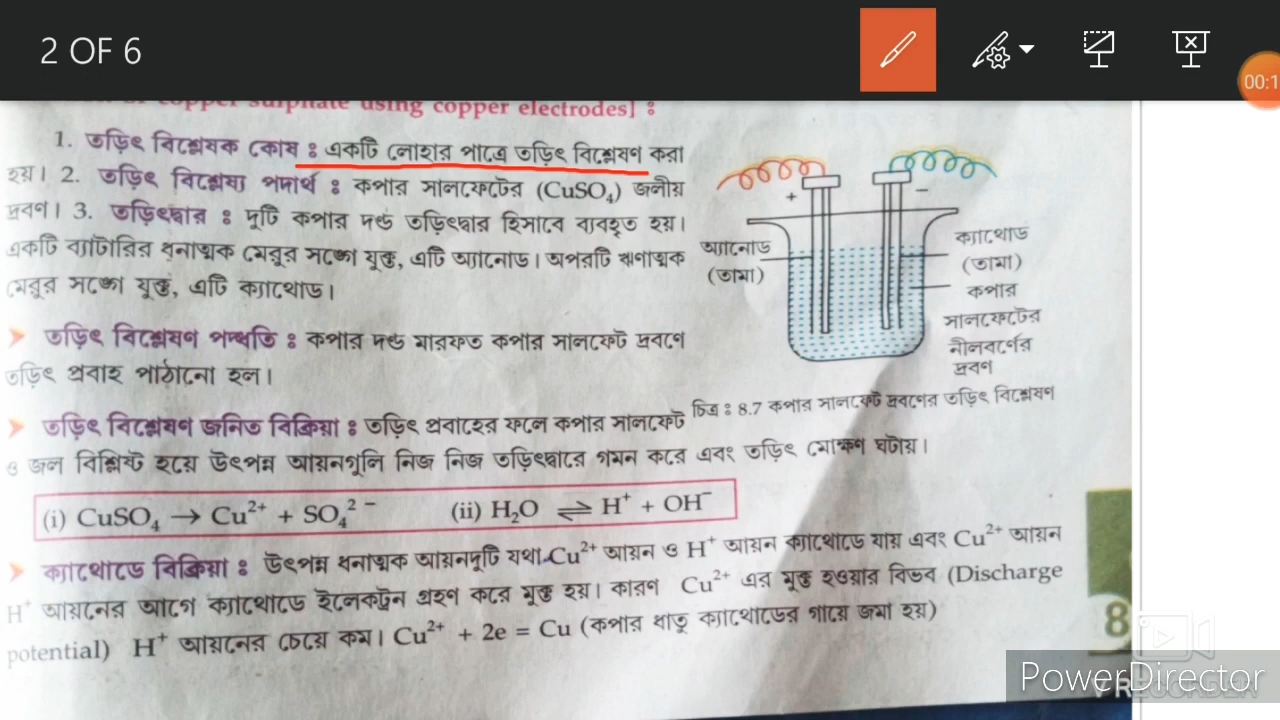 2 OF 6
00:1
copper sulphate using copper electrodes] :
1. তড়িৎ বিশ্লেষক কোষ : একটি লোহার পাত্রে তড়িৎ বিশ্লেষণ করা
হয়। 2. তড়িৎ বিশ্লেষ্য পদার্থ : কপার সালফেটের (CuSO₄) জলীয়
দ্রবণ। 3. তড়িৎদ্বার : দুটি কপার দণ্ড তড়িৎদ্বার হিসাবে ব্যবহৃত হয়।
একটি ব্যাটারির ধনাত্মক মেরুর সঙ্গে যুক্ত, এটি অ্যানোড। অপরটি ঋণাত্মক
মেরুর সঙ্গে যুক্ত, এটি ক্যাথোড।
তড়িৎ বিশ্লেষণ পদ্ধতি : কপার দণ্ড মারফত কপার সালফেট দ্রবণে
তড়িৎ প্রবাহ পাঠানো হল।
+
−
অ্যানোড
(তামা)
ক্যাথোড
(তামা)
কপার
সালফেটের
নীলবর্ণের
দ্রবণ
চিত্র : 8.7 কপার সালফেট দ্রবণের তড়িৎ বিশ্লেষণ
তড়িৎ বিশ্লেষণ জনিত বিক্রিয়া : তড়িৎ প্রবাহের ফলে কপার সালফেট
ও জল বিশ্লিষ্ট হয়ে উৎপন্ন আয়নগুলি নিজ নিজ তড়িৎদ্বারে গমন করে এবং তড়িৎ মোক্ষণ ঘটায়।
(i) CuSO₄ → Cu²⁺ + SO₄²⁻ (ii) H₂O ⇌ H⁺ + OH⁻
ক্যাথোডে বিক্রিয়া : উৎপন্ন ধনাত্মক আয়নদুটি যথা Cu²⁺ আয়ন ও H⁺ আয়ন ক্যাথোডে যায় এবং Cu²⁺ আয়ন
H⁺ আয়নের আগে ক্যাথোডে ইলেকট্রন গ্রহণ করে মুক্ত হয়। কারণ Cu²⁺ এর মুক্ত হওয়ার বিভব (Discharge
potential) H⁺ আয়নের চেয়ে কম। Cu²⁺ + 2e = Cu (কপার ধাতু ক্যাথোডের গায়ে জমা হয়)
8
PowerDirector